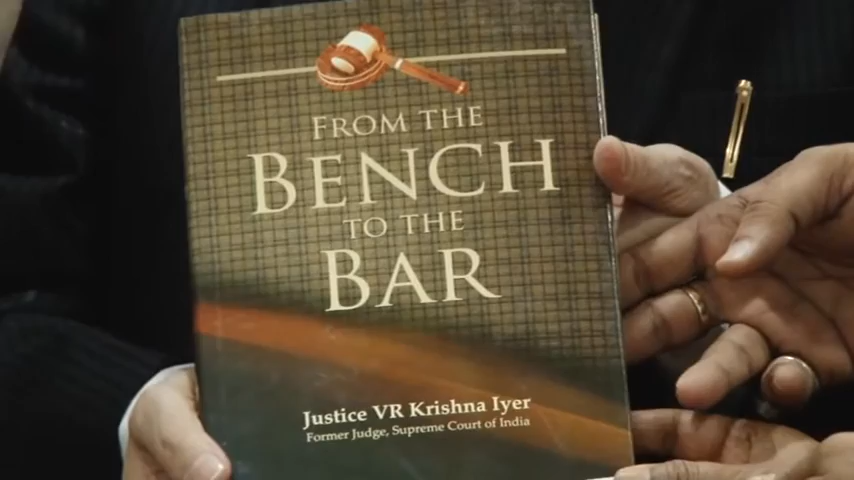 FROM THE
BENCH
TO THE
BAR
Justice VR Krishna Iyer
Former Judge, Supreme Court of India